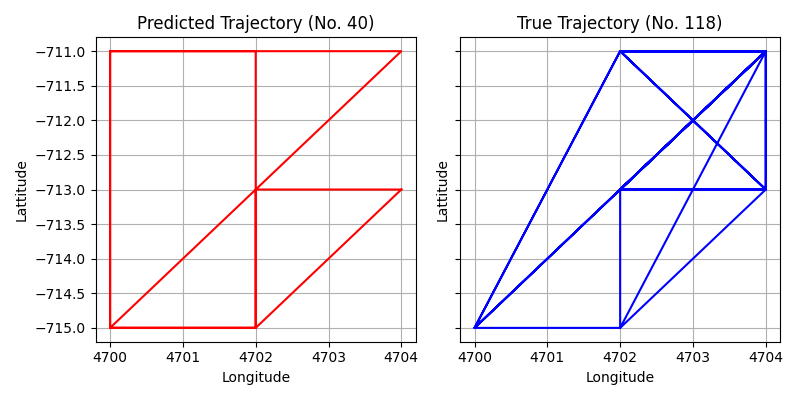 Predicted Trajectory (No. 40)
True Trajectory (No. 118)
−711.0
−711.5
−712.0
−712.5
−713.0
−713.5
−714.0
−714.5
−715.0
Lattitude
Lattitude
4700 4701 4702 4703 4704
4700 4701 4702 4703 4704
Longitude
Longitude